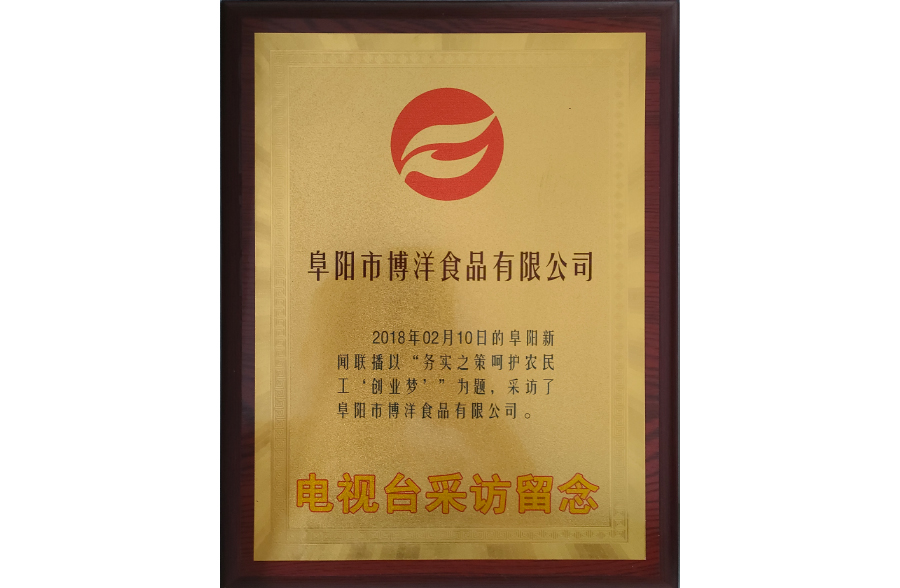 阜阳市博洋食品有限公司
2018年02月10日的阜阳新
闻联播以“务实之策呵护农民
工‘创业梦’”为题，采访了
阜阳市博洋食品有限公司。
电视台采访留念